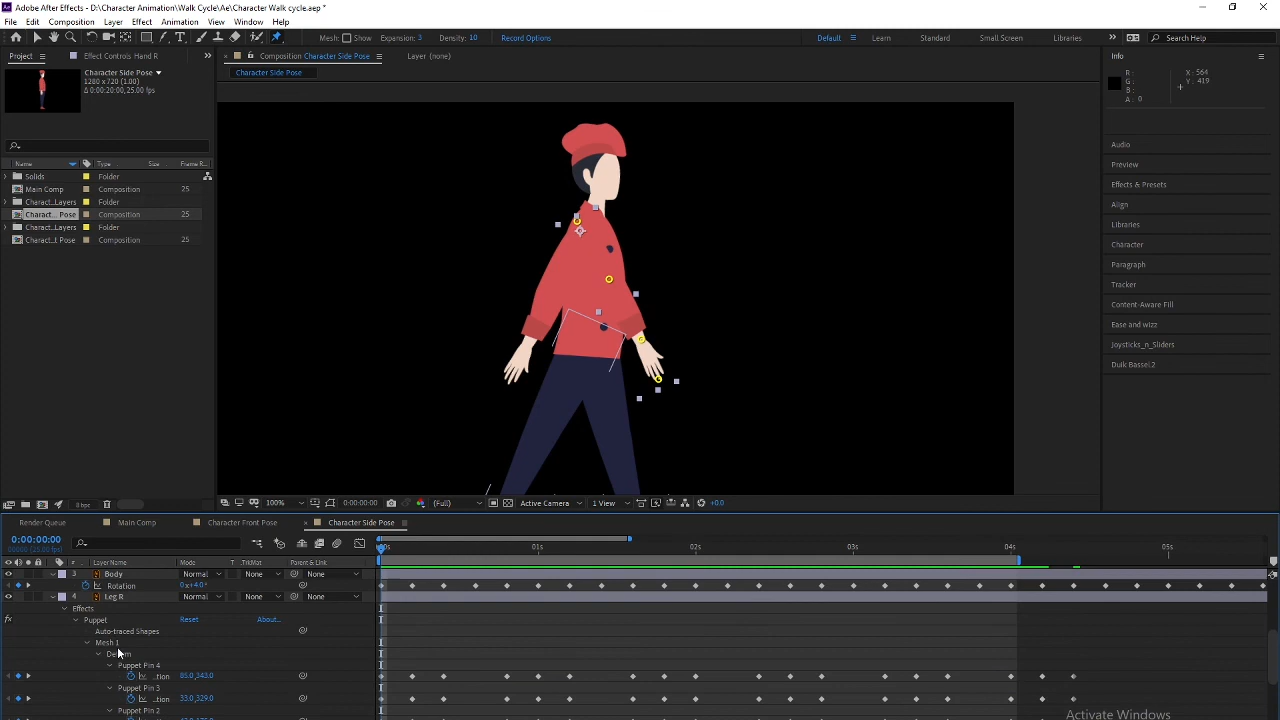 Adobe After Effects - D:\Character Animation\Walk Cycle\Ae\Character Walk cycle.aep *
File Edit Composition Layer Effect Animation View Window Help
Mesh: Show Expansion: 3 Density: 10 Record Options Default Learn Standard Small Screen Libraries Search Help
Project Effect Controls Hand R Composition Character Side Pose Layer (none) Info
Character Side Pose
1280 x 720 (1.00)
Δ 0:00:20:00, 25.00 fps
Character Side Pose
R: X: 564
G: Y: 419
B:
A: 0
Name Type Size Frame R...
Solids Folder
Main Comp Composition 25
Charact...Layers Folder
Charact... Pose Composition 25
Charact...Layers Folder
Charact...t Pose Composition 25
Audio
Preview
Effects & Presets
Align
Libraries
Character
Paragraph
Tracker
Content-Aware Fill
Ease and wizz
Joysticks_n_Sliders
Duik Bassel.2
8 bpc 100% 0:00:00:00 (Full) Active Camera 1 View +0.0
Render Queue Main Comp Character Front Pose Character Side Pose
0:00:00:00
00000 (25.00 fps)
:00s 01s 02s 03s 04s 05s
# Layer Name Mode T .TrkMat Parent & Link
3 Body Normal None None
Rotation 0 x +4.0°
4 Leg R Normal None None
Effects
fx Puppet Reset About...
Auto-traced Shapes
Mesh 1
Puppet Pin 4
...tion 85.0,343.0
Puppet Pin 3
...tion 33.0,329.0
Puppet Pin 2
Activate Windows